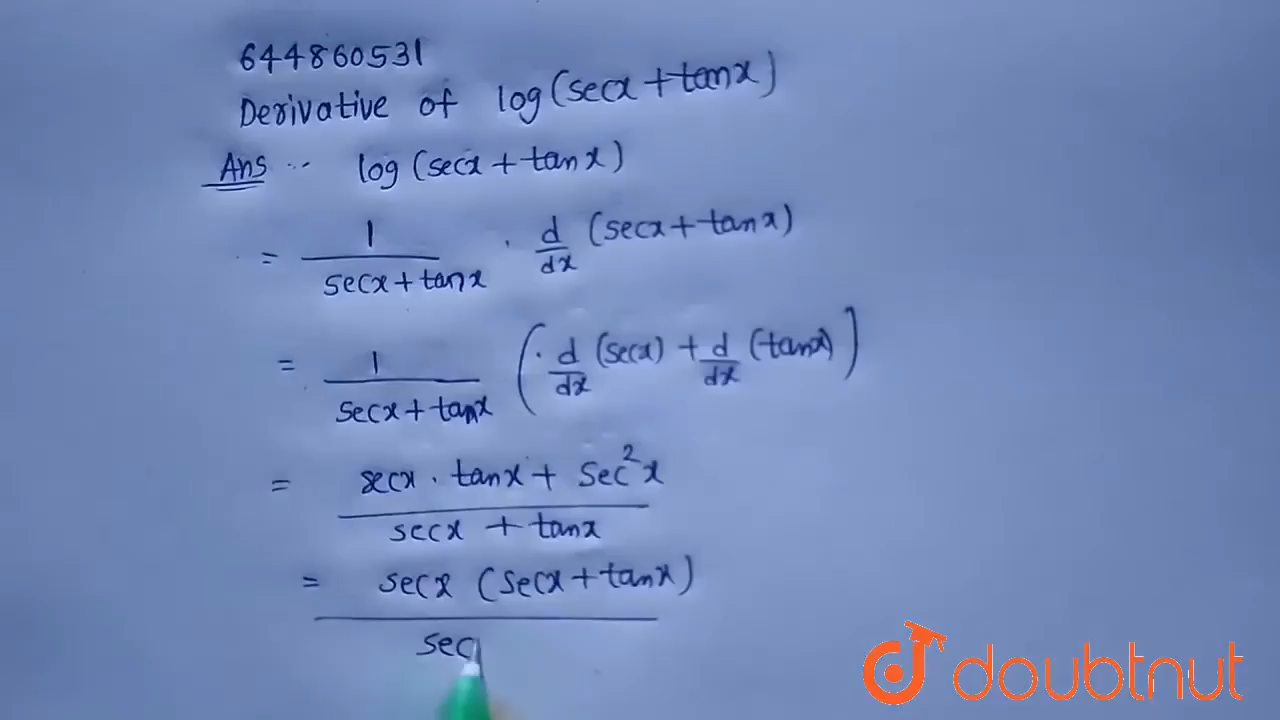 644860531
Derivative of log(secx+tanx)
Ans .. log (secx + tanx)
= 1 / secx+tanx . d/dx (secx+tanx)
= 1 / secx+tanx ( . d/dx (secx) + d/dx (tanx) )
= secx . tanx + sec²x / secx + tanx
= secx (secx+tanx) / sec
doubtnut